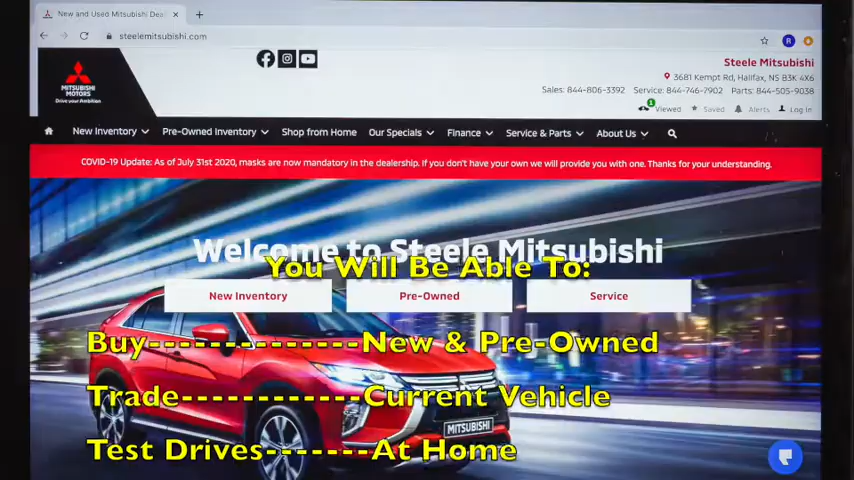 New and Used Mitsubishi Dea
steelemitsubishi.com
R
MITSUBISHI
MOTORS
Drive your Ambition
Steele Mitsubishi
3681 Kempt Rd, Halifax, NS B3K 4X6
Sales: 844-806-3392 Service: 844-746-7902 Parts: 844-505-9038
1 Viewed Saved Alerts Log In
New Inventory Pre-Owned Inventory Shop from Home Our Specials Finance Service & Parts About Us
COVID-19 Update: As of July 31st 2020, masks are now mandatory in the dealership. If you don't have your own we will provide you with one. Thanks for your understanding.
Welcome to Steele Mitsubishi
You Will Be Able To:
New Inventory Pre-Owned Service
Buy-------------New & Pre-Owned
Trade-----------Current Vehicle
MITSUBISHI
Test Drives-------At Home